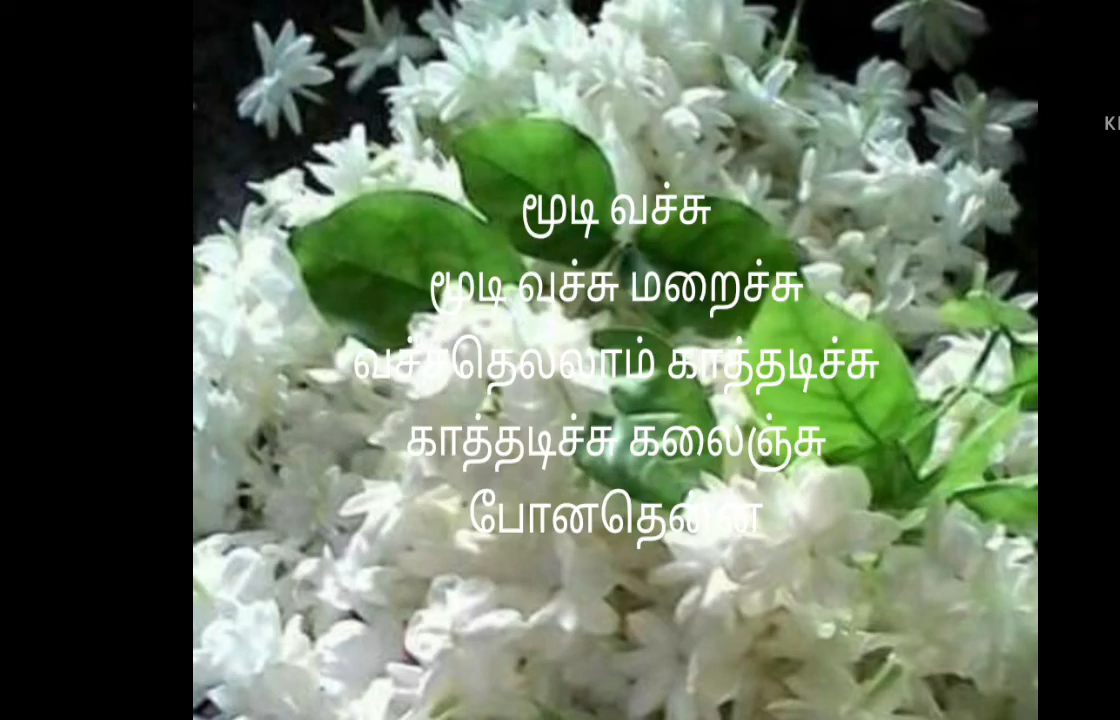 மூடி வச்சு
மூடி வச்சு மறைச்சு
வச்சதெல்லாம் காத்தடிச்சு
காத்தடிச்சு கலைஞ்சு
போனதென்ன